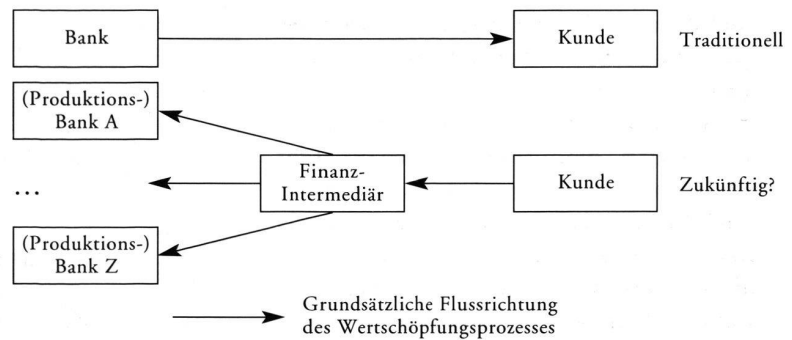 Bank
Kunde
Traditionell
(Produktions-)
Bank A
...
Finanz-
Intermediär
Kunde
Zukünftig?
(Produktions-)
Bank Z
Grundsätzliche Flussrichtung
des Wertschöpfungsprozesses